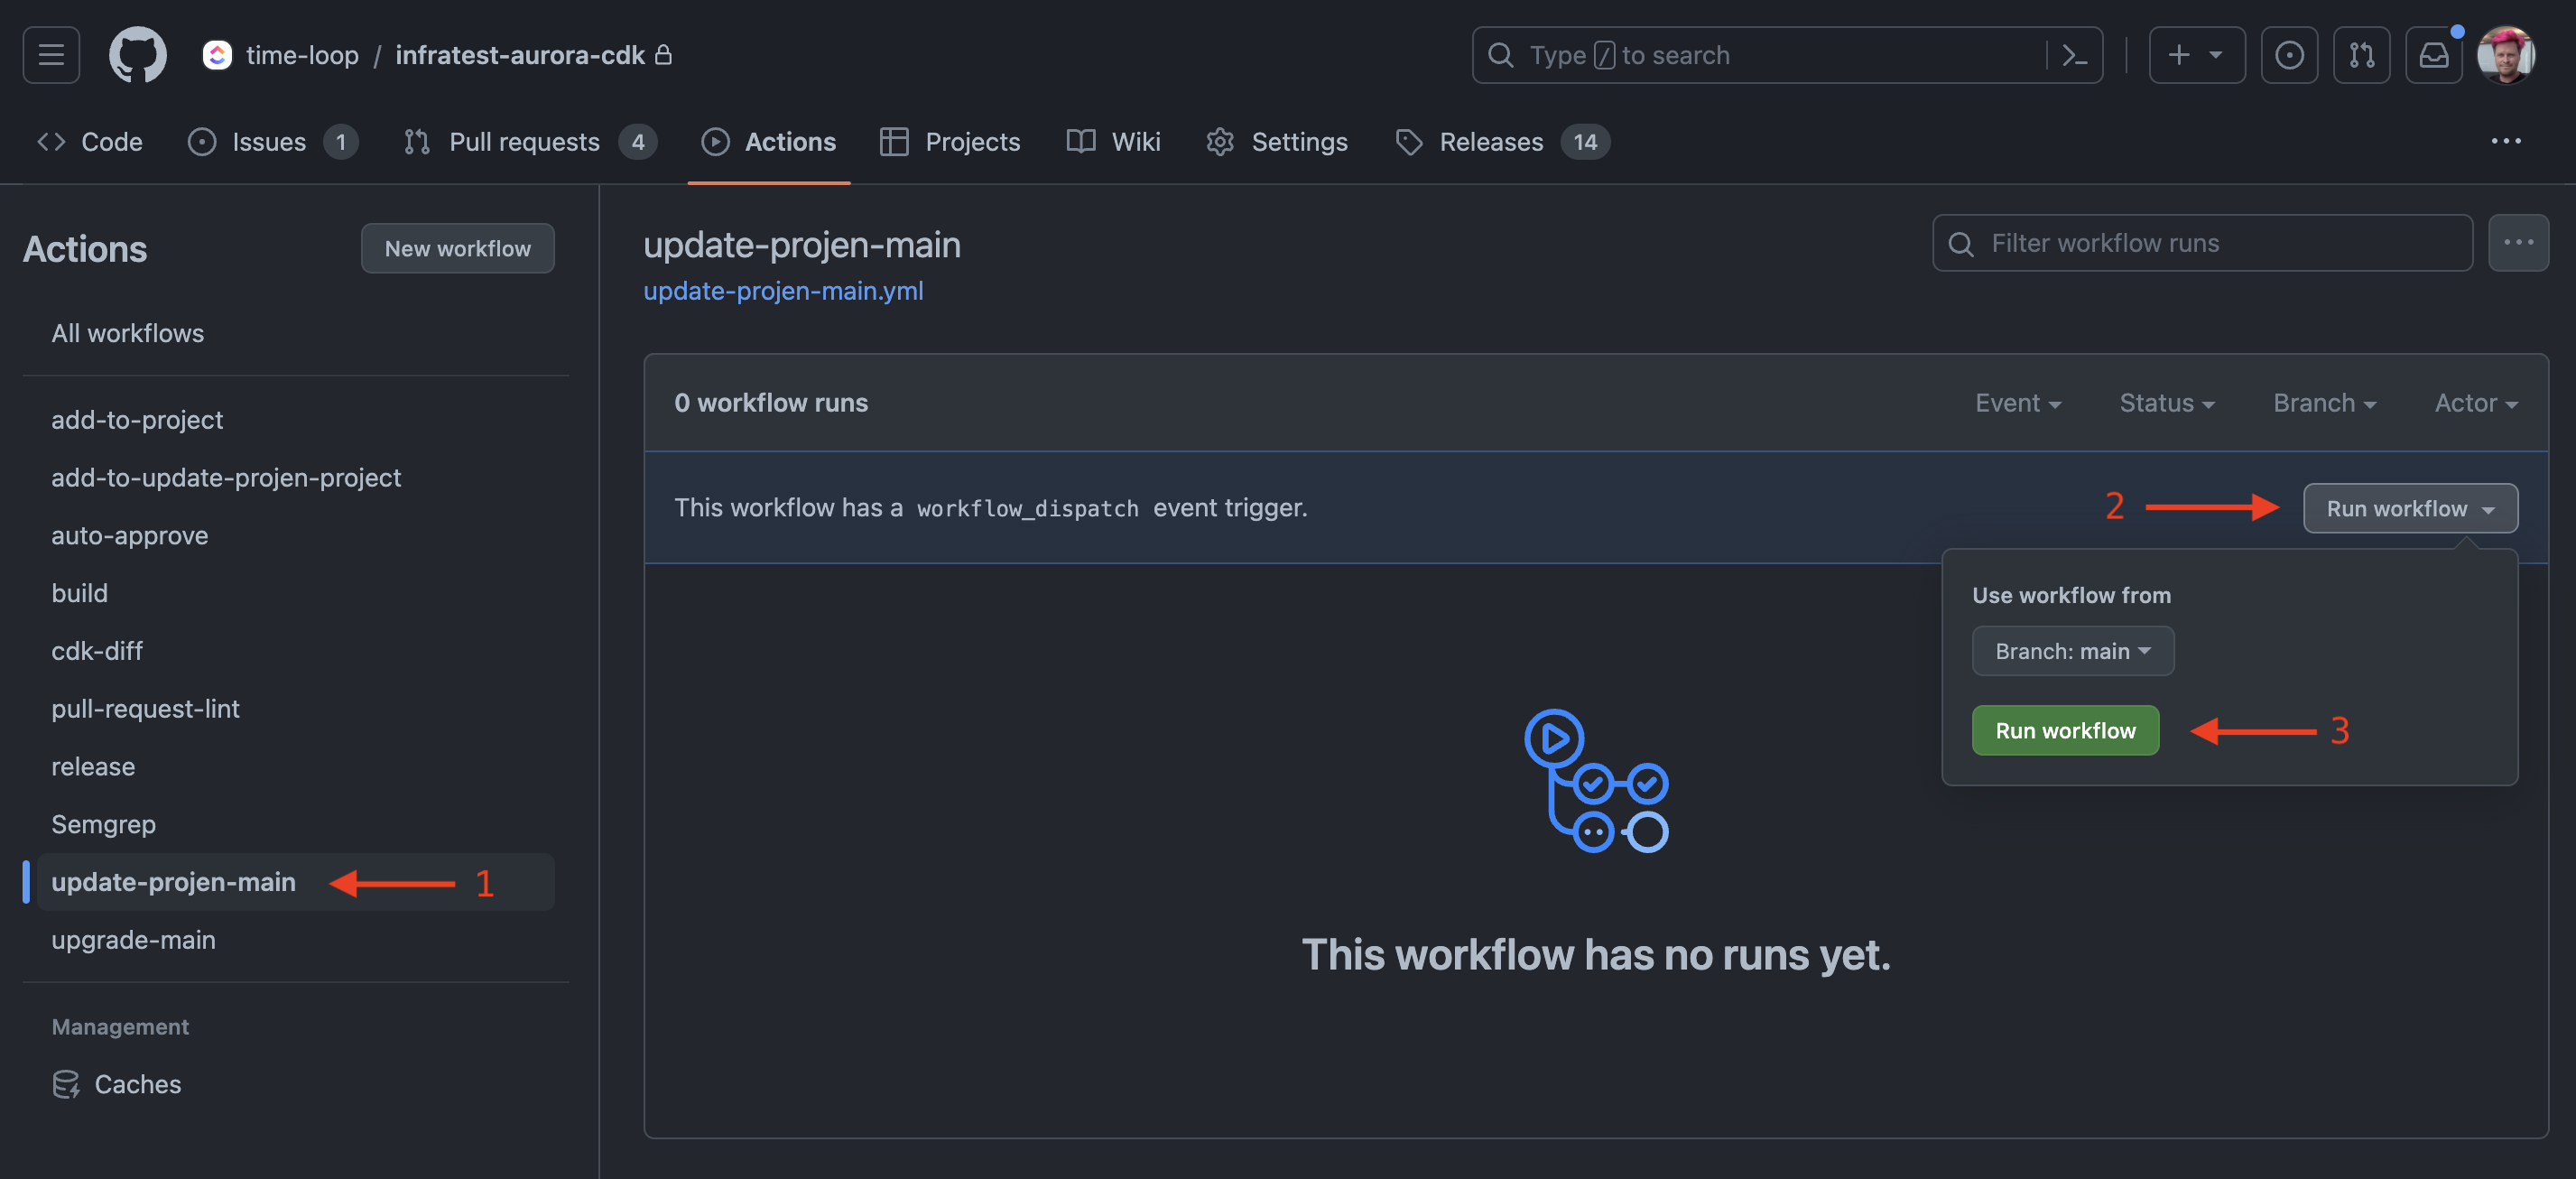 time-loop / infratest-aurora-cdk
Type / to search
Code
Issues 1
Pull requests 4
Actions
Projects
Wiki
Settings
Releases 14
Actions
New workflow
All workflows
add-to-project
add-to-update-projen-project
auto-approve
build
cdk-diff
pull-request-lint
release
Semgrep
update-projen-main
1
upgrade-main
Management
Caches
update-projen-main
update-projen-main.yml
Filter workflow runs
0 workflow runs
Event
Status
Branch
Actor
This workflow has a workflow_dispatch event trigger.
2
Run workflow
Use workflow from
Branch: main
Run workflow
3
This workflow has no runs yet.